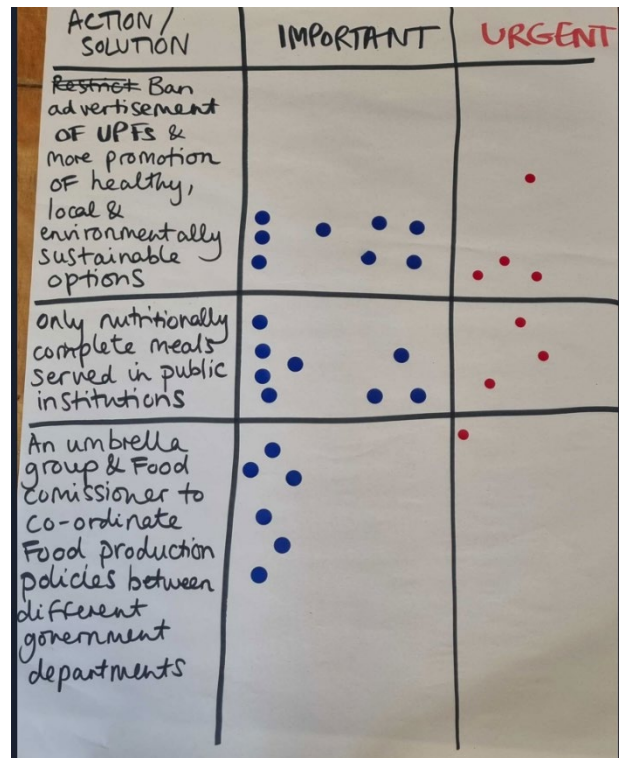 ACTION /
SOLUTION
IMPORTANT
URGENT
Restrict Ban
advertisement
OF UPFs &
more promotion
OF healthy,
local &
environmentally
sustainable
options
only nutritionally
complete meals
served in public
institutions
An umbrella
group & Food
comissioner to
co-ordinate
Food production
policies between
different
government
departments